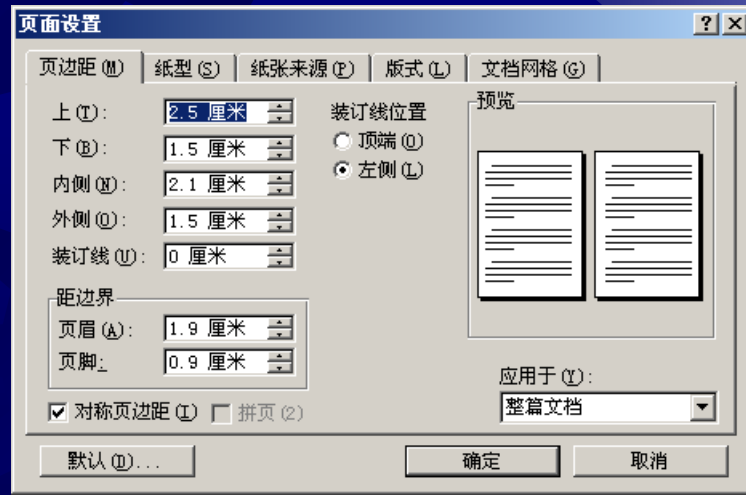 页面设置
页边距(M) 纸型(S) 纸张来源(P) 版式(L) 文档网格(G)
上(T): 2.5 厘米
下(B): 1.5 厘米
内侧(N): 2.1 厘米
外侧(O): 1.5 厘米
装订线(U): 0 厘米
装订线位置
顶端(O)
左侧(L)
预览
距边界
页眉(A): 1.9 厘米
页脚: 0.9 厘米
对称页边距(I) 拼页(2)
应用于(Y):
整篇文档
默认(D)... 确定 取消